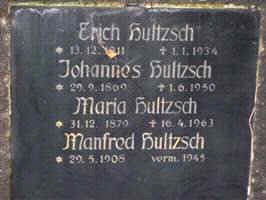 Erich Hultzsch
* 13.12.1911 † 1.1.1934
Johannes Hultzsch
* 29.9.1869 † 1.6.1950
Maria Hultzsch
* 31.12.1879 † 16.4.1963
Manfred Hultzsch
* 29.5.1908 verm. 1945